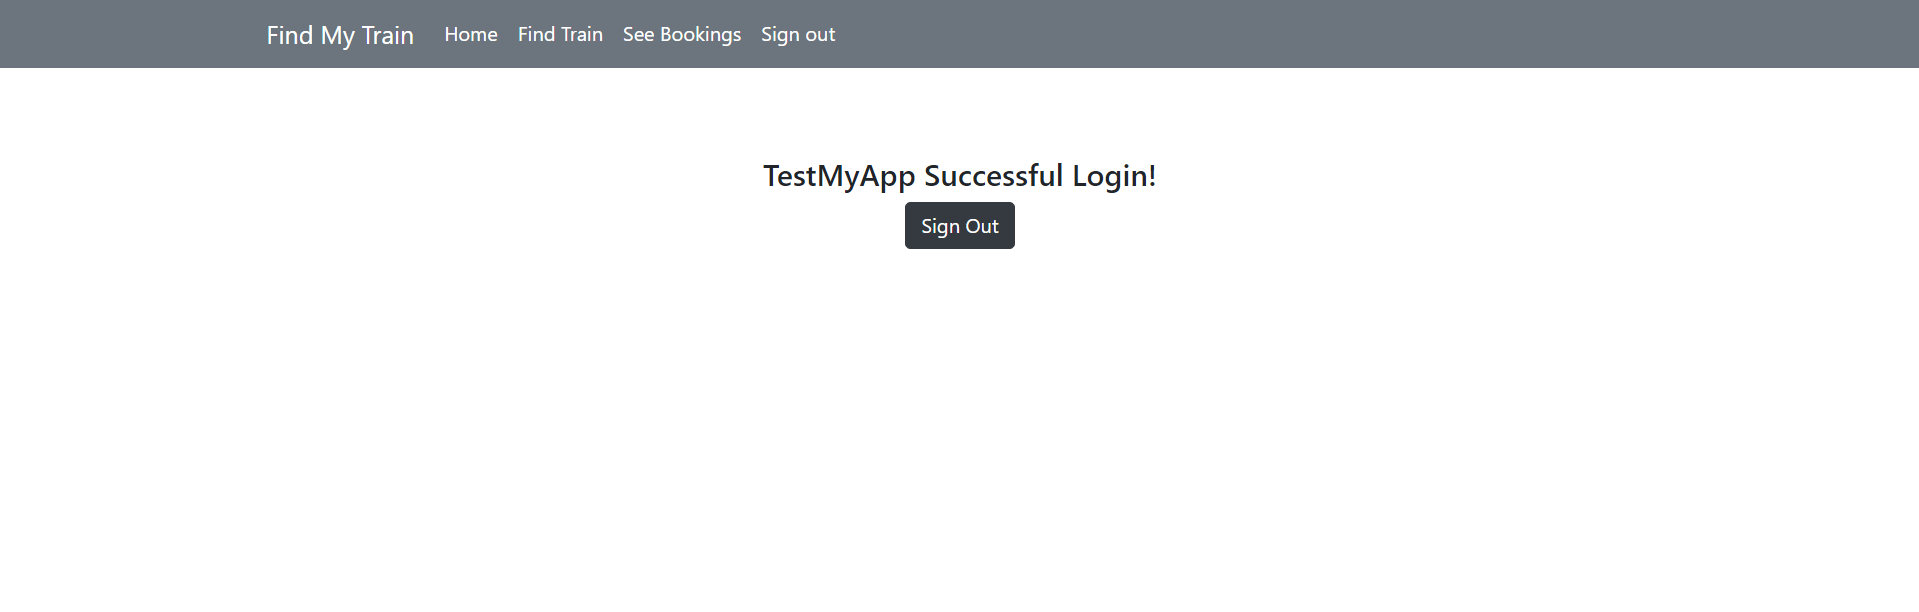 Find My Train Home Find Train See Bookings Sign out
TestMyApp Successful Login!
Sign Out